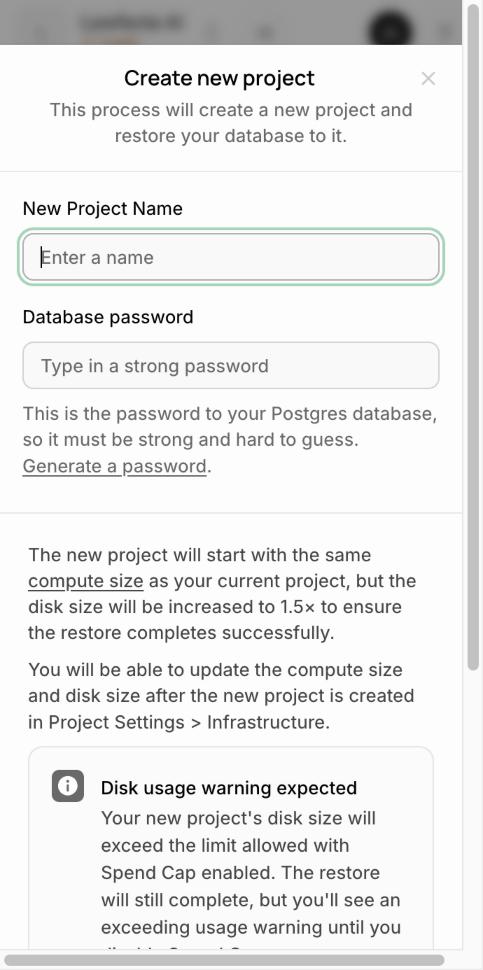 Create new project
This process will create a new project and
restore your database to it.
New Project Name
Enter a name
Database password
Type in a strong password
This is the password to your Postgres database,
so it must be strong and hard to guess.
Generate a password.
The new project will start with the same
compute size as your current project, but the
disk size will be increased to 1.5× to ensure
the restore completes successfully.
You will be able to update the compute size
and disk size after the new project is created
in Project Settings > Infrastructure.
Disk usage warning expected
Your new project's disk size will
exceed the limit allowed with
Spend Cap enabled. The restore
will still complete, but you'll see an
exceeding usage warning until you